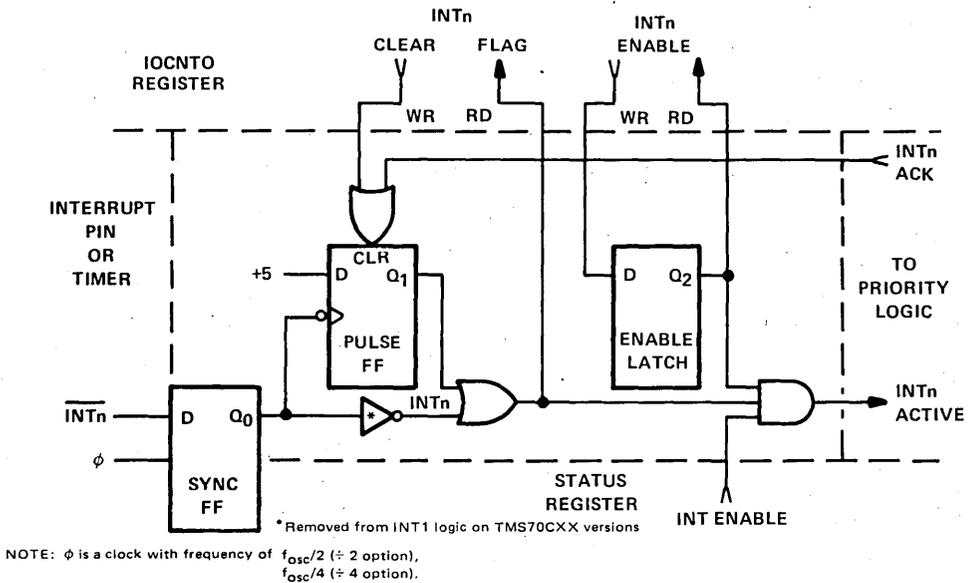 INTn
CLEAR FLAG
INTn
ENABLE
IOCNTO
REGISTER
WR RD
WR RD
INTn
ACK
INTERRUPT
PIN
OR
TIMER
CLR
+5
D Q1
PULSE
FF
D Q2
ENABLE
LATCH
TO
PRIORITY
LOGIC
INTn
*
INTn
D Q0
ϕ
SYNC
FF
INTn
ACTIVE
STATUS
REGISTER
INT ENABLE
*Removed from INT1 logic on TMS70CXX versions
NOTE: ϕ is a clock with frequency of fosc/2 (÷ 2 option),
fosc/4 (÷ 4 option).